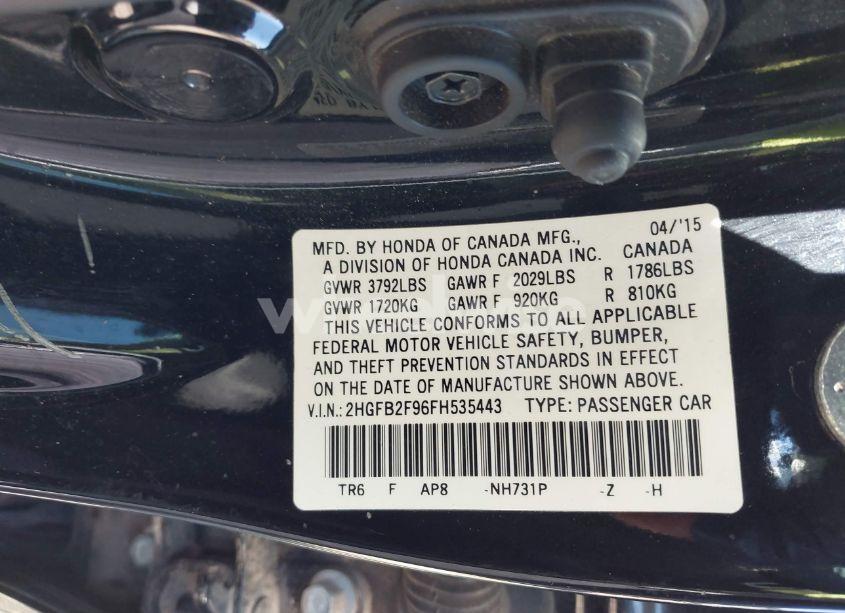 04/'15
MFD. BY HONDA OF CANADA MFG.,
A DIVISION OF HONDA CANADA INC. CANADA
GVWR 3792LBS GAWR F 2029LBS R 1786LBS
GVWR 1720KG GAWR F 920KG R 810KG
THIS VEHICLE CONFORMS TO ALL APPLICABLE
FEDERAL MOTOR VEHICLE SAFETY, BUMPER,
AND THEFT PREVENTION STANDARDS IN EFFECT
ON THE DATE OF MANUFACTURE SHOWN ABOVE.
V.I.N.: 2HGFB2F96FH535443 TYPE: PASSENGER CAR
TR6 F AP8 -NH731P -Z -H